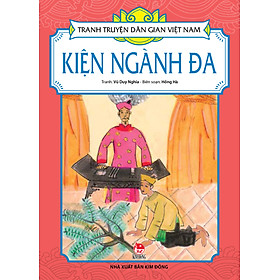 TRANH TRUYỆN DÂN GIAN VIỆT NAM
KIỆN NGÀNH ĐA
Tranh: Vũ Duy Nghĩa - Biên soạn: Hồng Hà
NHÀ XUẤT BẢN KIM ĐỒNG